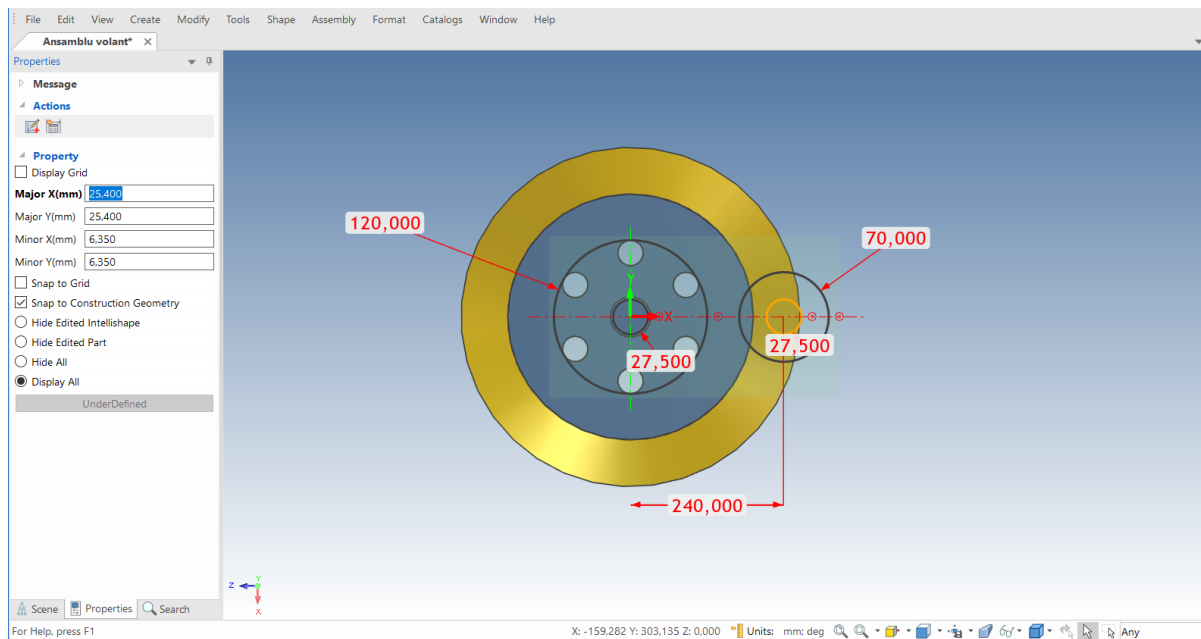 File Edit View Create Modify Tools Shape Assembly Format Catalogs Window Help
Ansamblu volant*
Properties
Message
Actions
Property
Display Grid
Major X(mm) 25,400
Major Y(mm) 25,400
Minor X(mm) 6,350
Minor Y(mm) 6,350
Snap to Grid
Snap to Construction Geometry
Hide Edited Intellishape
Hide Edited Part
Hide All
Display All
UnderDefined
120,000
70,000
Y
X
27,500
27,500
240,000
Y
Z
X
Scene Properties Search
For Help, press F1
X: -159,282 Y: 303,135 Z: 0,000 Units: mm; deg Any